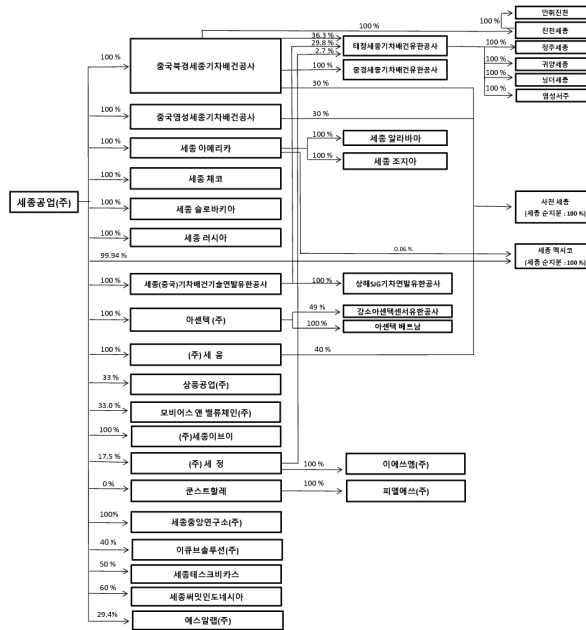 100 %
안휘진천
100 %
진천세종
36.3 %
29.8 %
2.7 %
태창세종기차배건유한공사
100 %
정주세종
100 %
중국북경세종기차배건공사
100 %
중경세종기차배건유한공사
귀양세종
30 %
닝더세종
염성서주
100 %
중국염성세종기차배건공사
30 %
100 %
세종 아메리카
100 %
세종 알라바마
100 %
세종 조지아
100 %
세종 체코
세종공업(주)
100 %
세종 슬로바키아
사천 세종
(세종 순지분 : 100 %)
100 %
세종 러시아
0.06 %
세종 멕시코
(세종 순지분 : 100 %)
99.94 %
100 %
세종(중국)기차배건기술연발유한공사
100 %
상해SJG기차연발유한공사
100 %
아센텍 (주)
49 %
강소아센텍센서유한공사
100 %
아센텍 베트남
100 %
(주) 세 움
40 %
33 %
삼풍공업(주)
33.0 %
모비어스 앤 밸류체인(주)
100 %
(주)세종이브이
17.5 %
(주) 세 정
100 %
이에쓰엠(주)
0 %
쿤스트할레
100 %
피엘에쓰(주)
100%
세종중앙연구소(주)
40 %
이큐브솔루션(주)
50 %
세종테스크비카스
60 %
세종써밋인도네시아
29.4%
에스알랩(주)